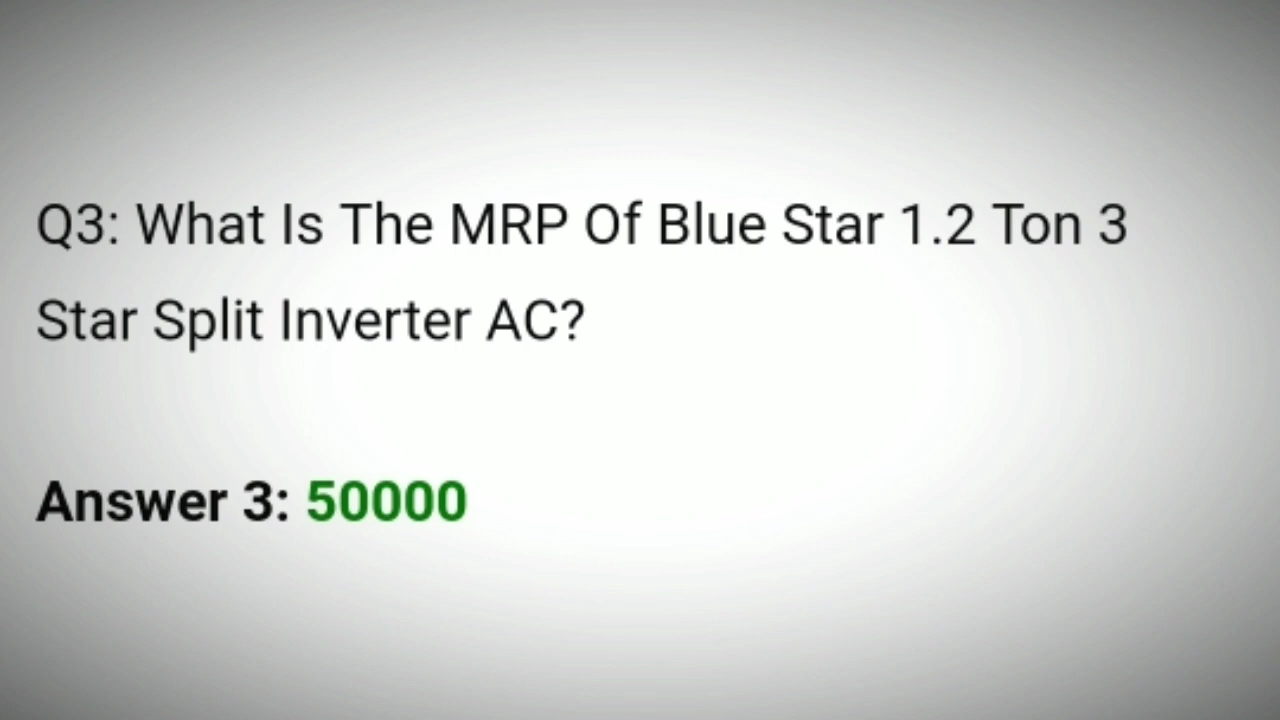 Q3: What Is The MRP Of Blue Star 1.2 Ton 3
Star Split Inverter AC?
Answer 3: 50000